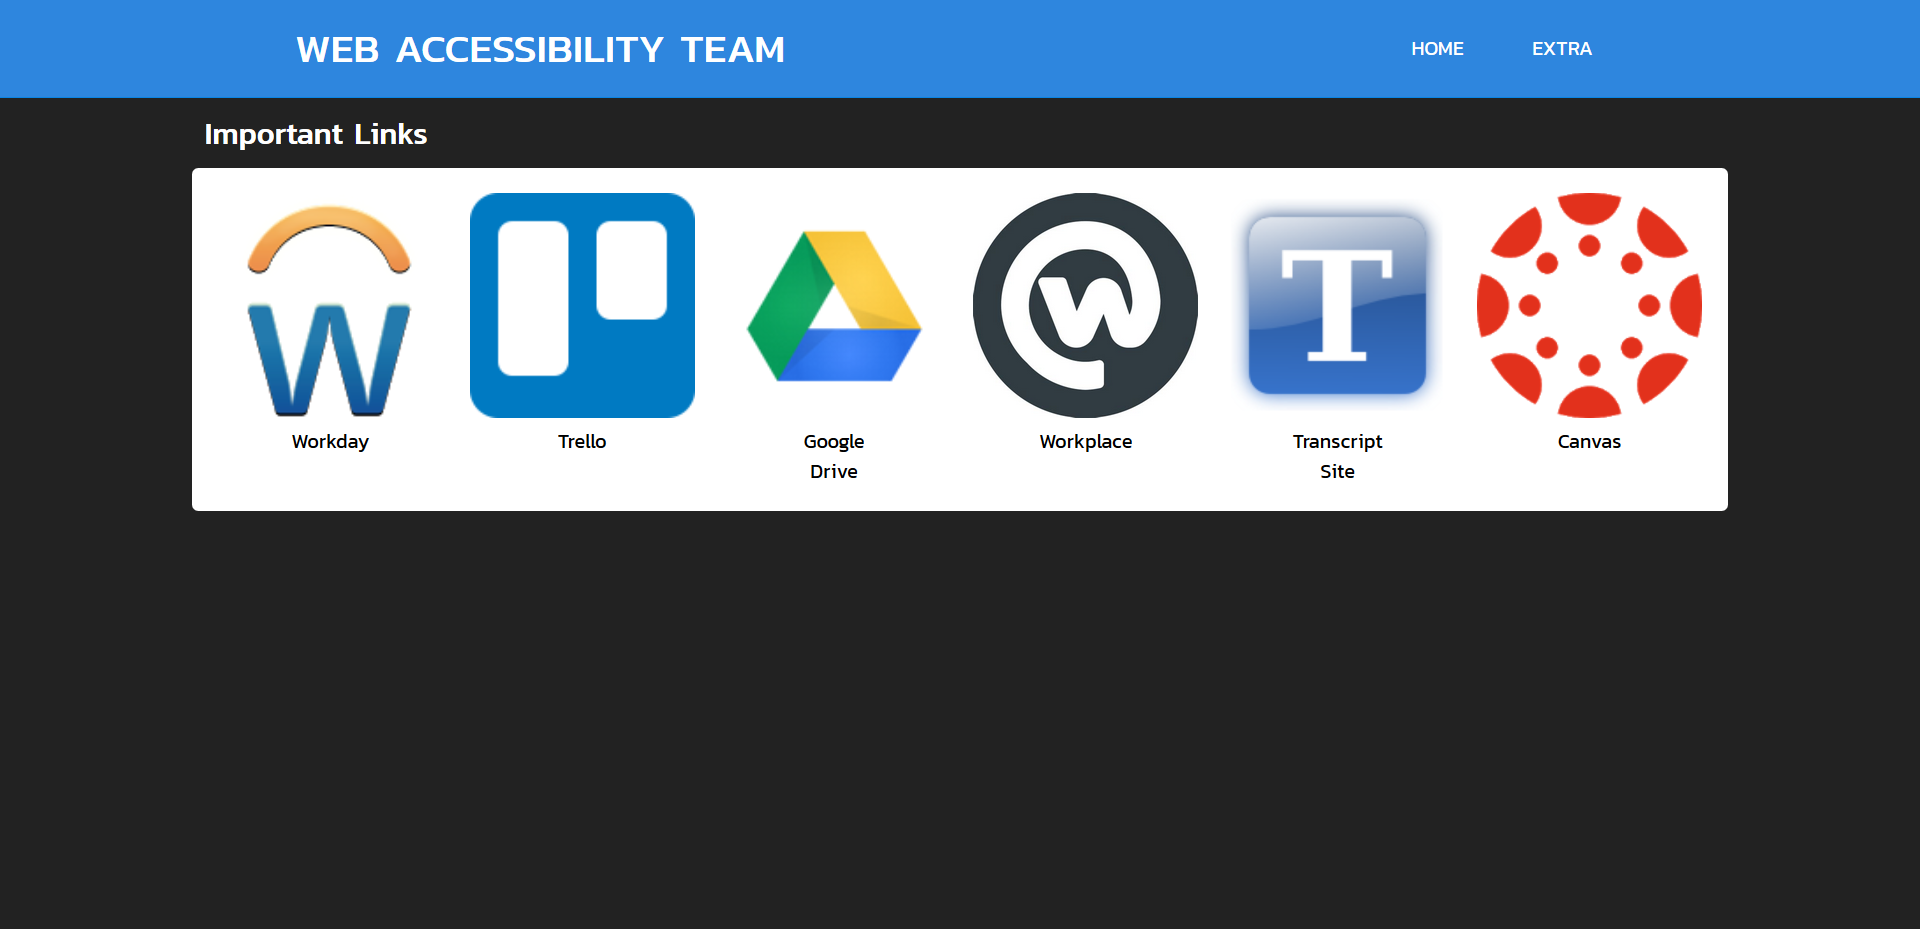 WEB ACCESSIBILITY TEAM
HOME
EXTRA
Important Links
W
W
T
Workday
Trello
Google
Drive
Workplace
Transcript
Site
Canvas